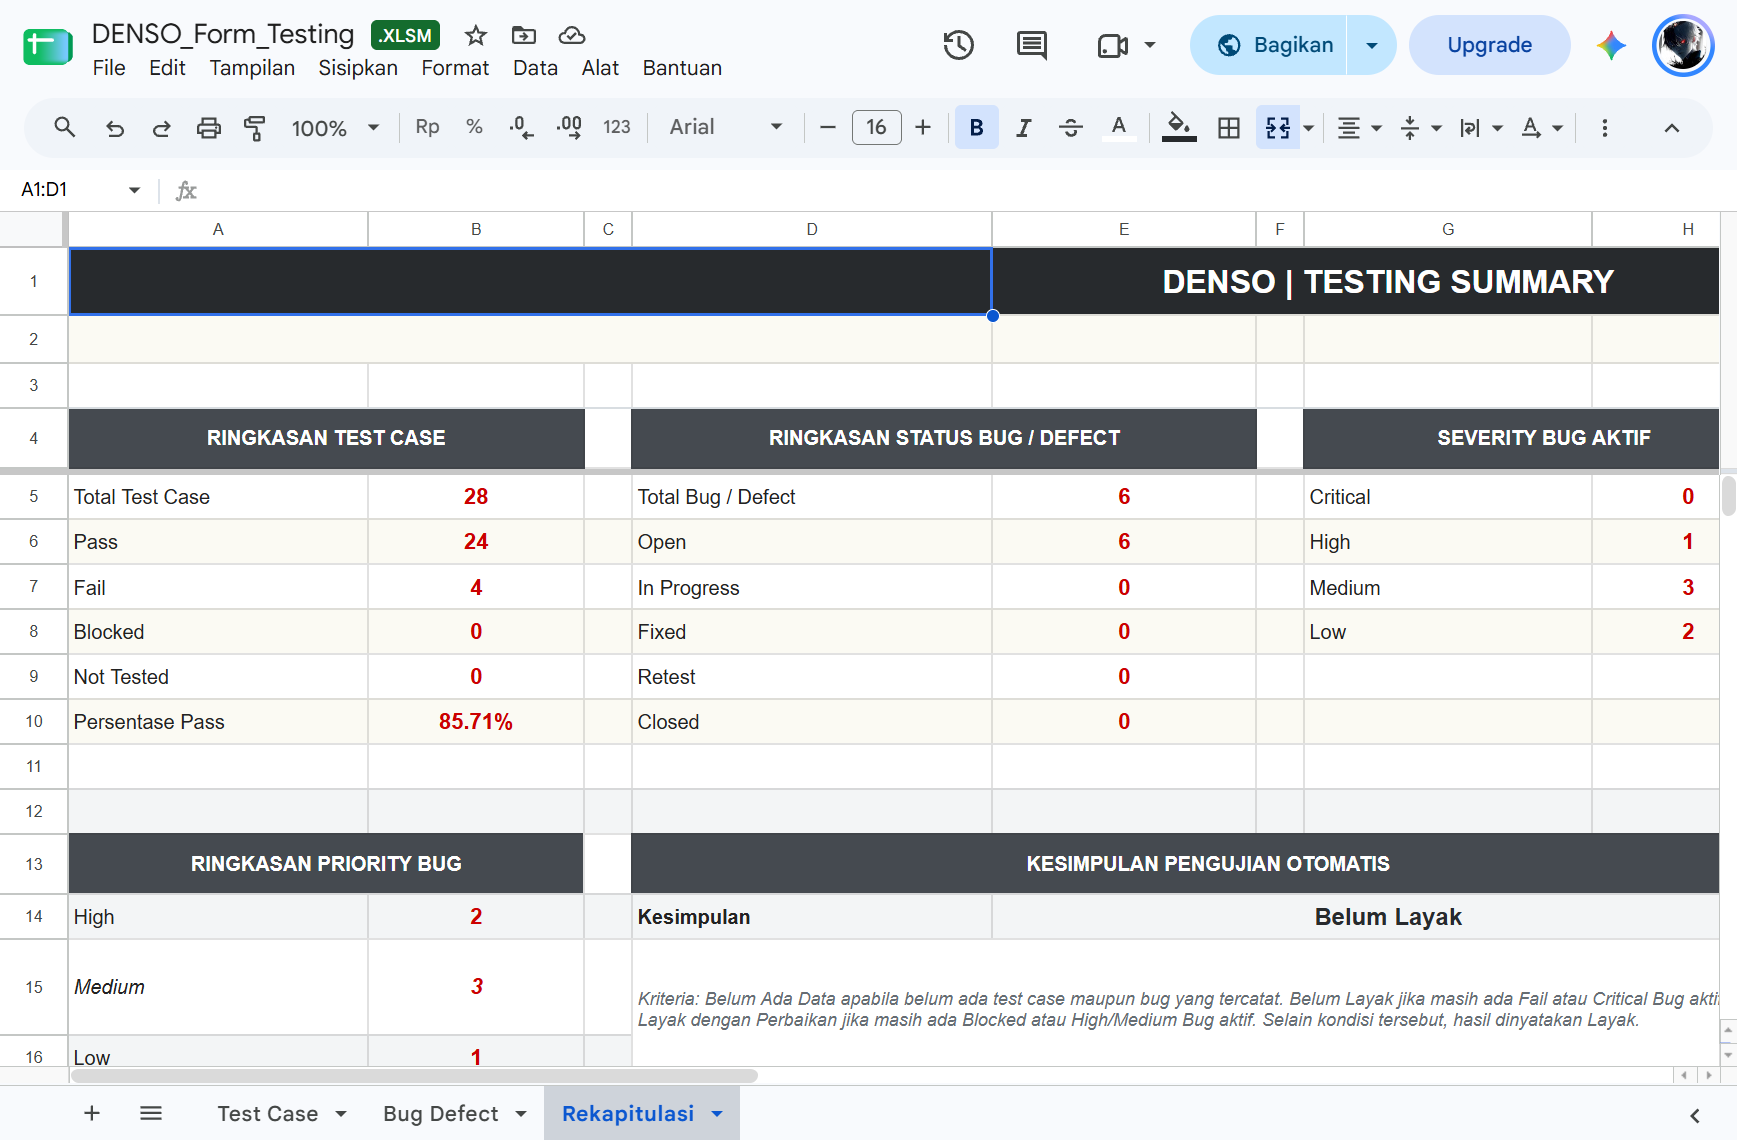 DENSO_Form_Testing .XLSM
File Edit Tampilan Sisipkan Format Data Alat Bantuan
Bagikan
Upgrade
100% Rp % .0 .00 123 Arial 16 B I S A A
A1:D1 fx
A B C D E F G H
1 DENSO | TESTING SUMMARY
2
3
4 RINGKASAN TEST CASE RINGKASAN STATUS BUG / DEFECT SEVERITY BUG AKTIF
5 Total Test Case 28 Total Bug / Defect 6 Critical 0
6 Pass 24 Open 6 High 1
7 Fail 4 In Progress 0 Medium 3
8 Blocked 0 Fixed 0 Low 2
9 Not Tested 0 Retest 0
10 Persentase Pass 85.71% Closed 0
11
12
13 RINGKASAN PRIORITY BUG KESIMPULAN PENGUJIAN OTOMATIS
14 High 2 Kesimpulan Belum Layak
15 Medium 3
Kriteria: Belum Ada Data apabila belum ada test case maupun bug yang tercatat. Belum Layak jika masih ada Fail atau Critical Bug akti
Layak dengan Perbaikan jika masih ada Blocked atau High/Medium Bug aktif. Selain kondisi tersebut, hasil dinyatakan Layak.
16 Low 1
Test Case Bug Defect Rekapitulasi